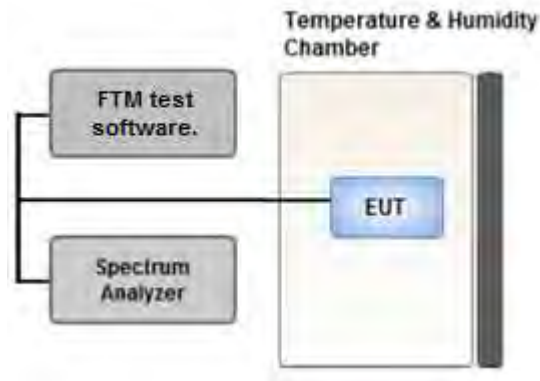 Temperature & Humidity
Chamber
FTM test
software.
EUT
Spectrum
Analyzer